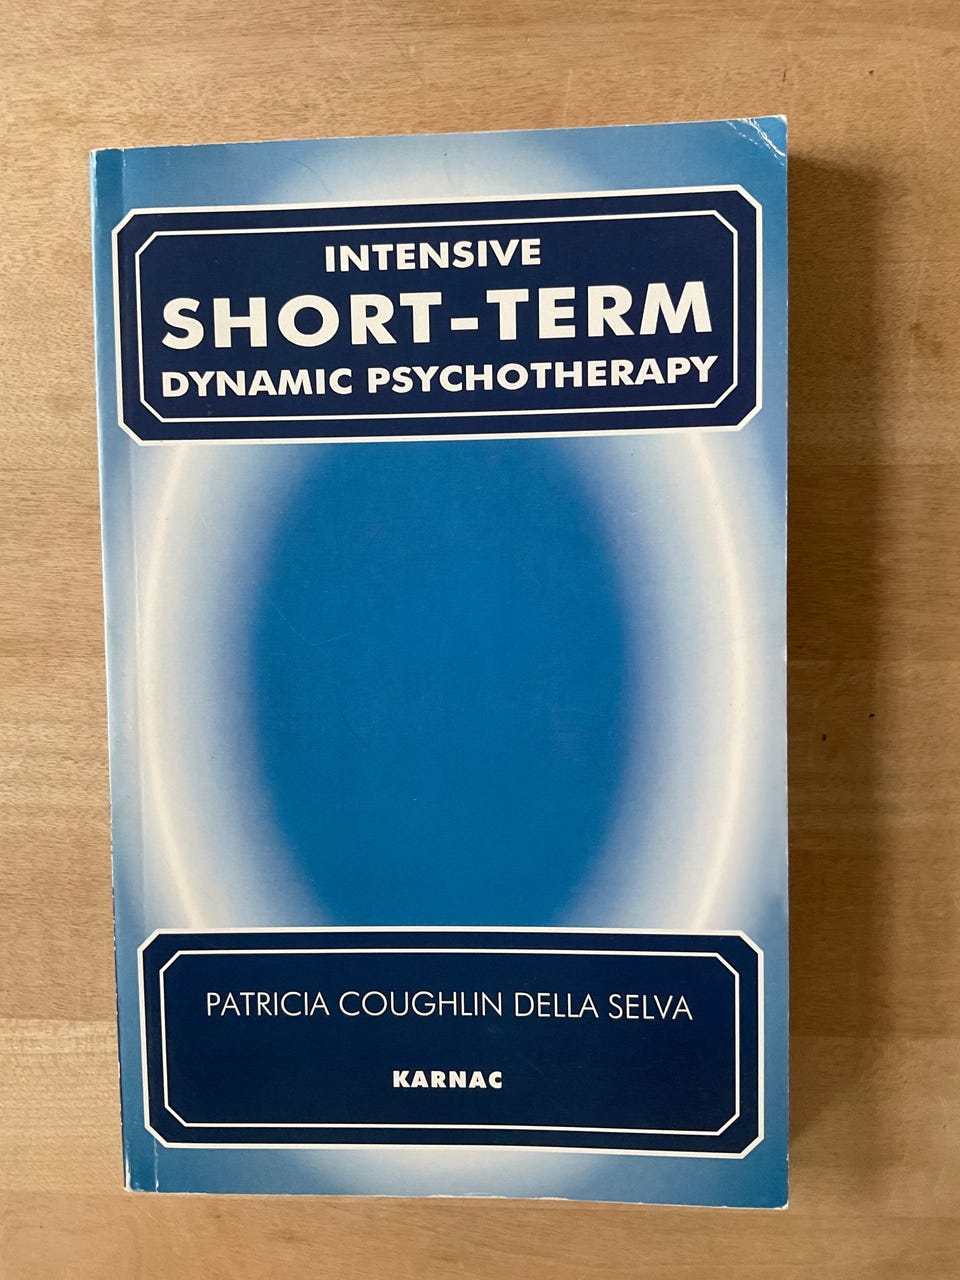 INTENSIVE
SHORT-TERM
DYNAMIC PSYCHOTHERAPY
PATRICIA COUGHLIN DELLA SELVA
KARNAC